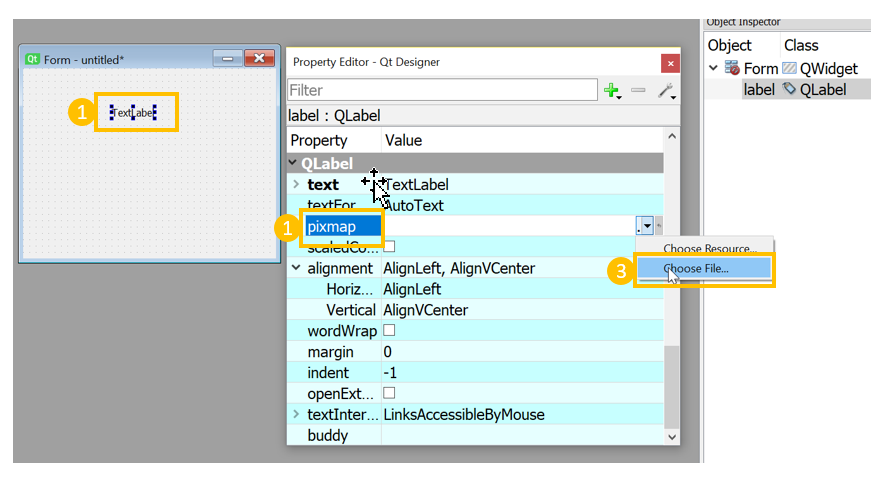 Object Inspector
Object Class
Form QWidget
label QLabel
Qt Form - untitled*
1
TextLabel
Property Editor - Qt Designer
Filter
label : QLabel
Property Value
QLabel
text TextLabel
textFor AutoText
1 pixmap
scaledCo...
Choose Resource...
3 Choose File...
alignment AlignLeft, AlignVCenter
Horiz... AlignLeft
Vertical AlignVCenter
wordWrap
margin 0
indent -1
openExt...
textInter... LinksAccessibleByMouse
buddy